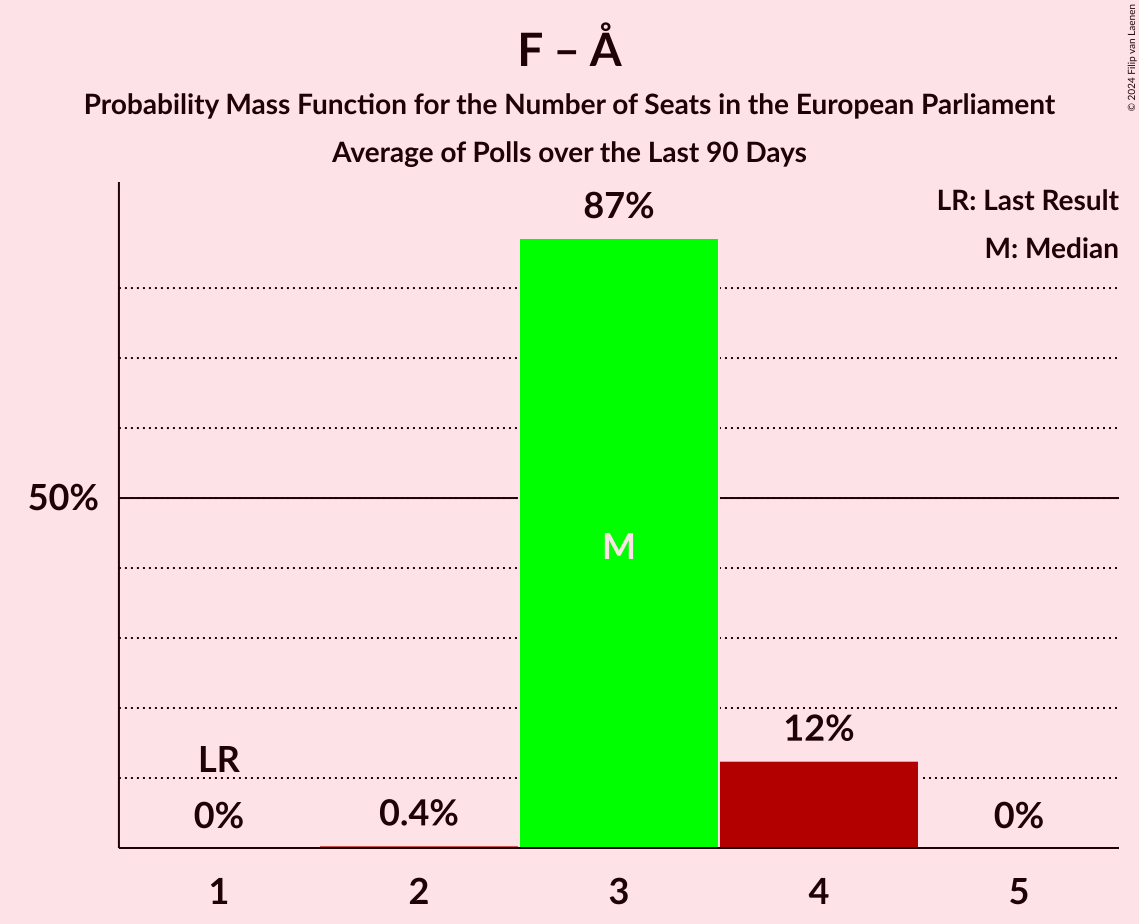 F – Å
Probability Mass Function for the Number of Seats in the European Parliament
Average of Polls over the Last 90 Days
© 2024 Filip van Laenen
LR: Last Result
M: Median
87%
50%
M
12%
LR
0%
0.4%
0%
1
2
3
4
5